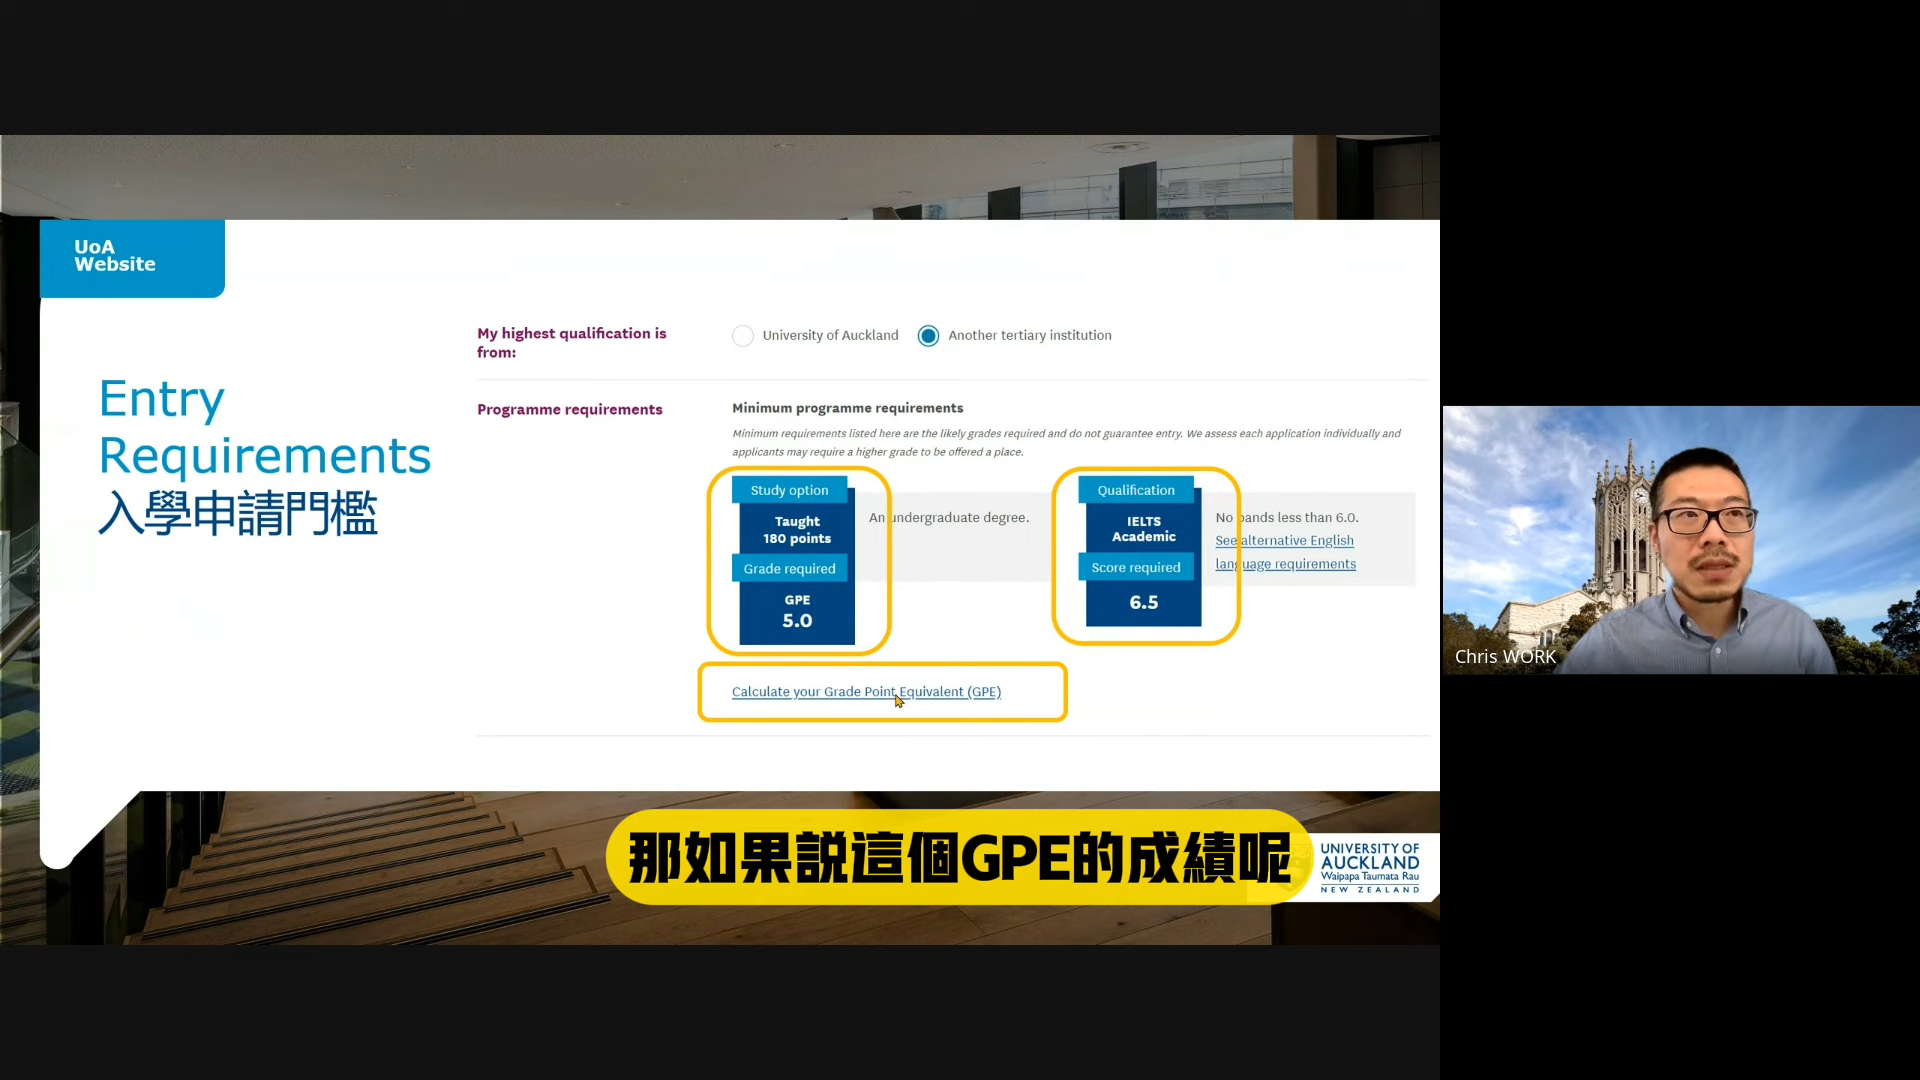 UoA
Website
Entry
Requirements
入學申請門檻
My highest qualification is
from:
University of Auckland
Another tertiary institution
Programme requirements
Minimum programme requirements
Minimum requirements listed here are the likely grades required and do not guarantee entry. We assess each application individually and
applicants may require a higher grade to be offered a place.
Study option
Taught
180 points
Grade required
GPE
5.0
An undergraduate degree.
Qualification
IELTS
Academic
Score required
6.5
No bands less than 6.0.
See alternative English
language requirements
Calculate your Grade Point Equivalent (GPE)
那如果説這個GPE的成績呢
UNIVERSITY OF
AUCKLAND
Waipapa Taumata Rau
NEW ZEALAND
Chris WORK